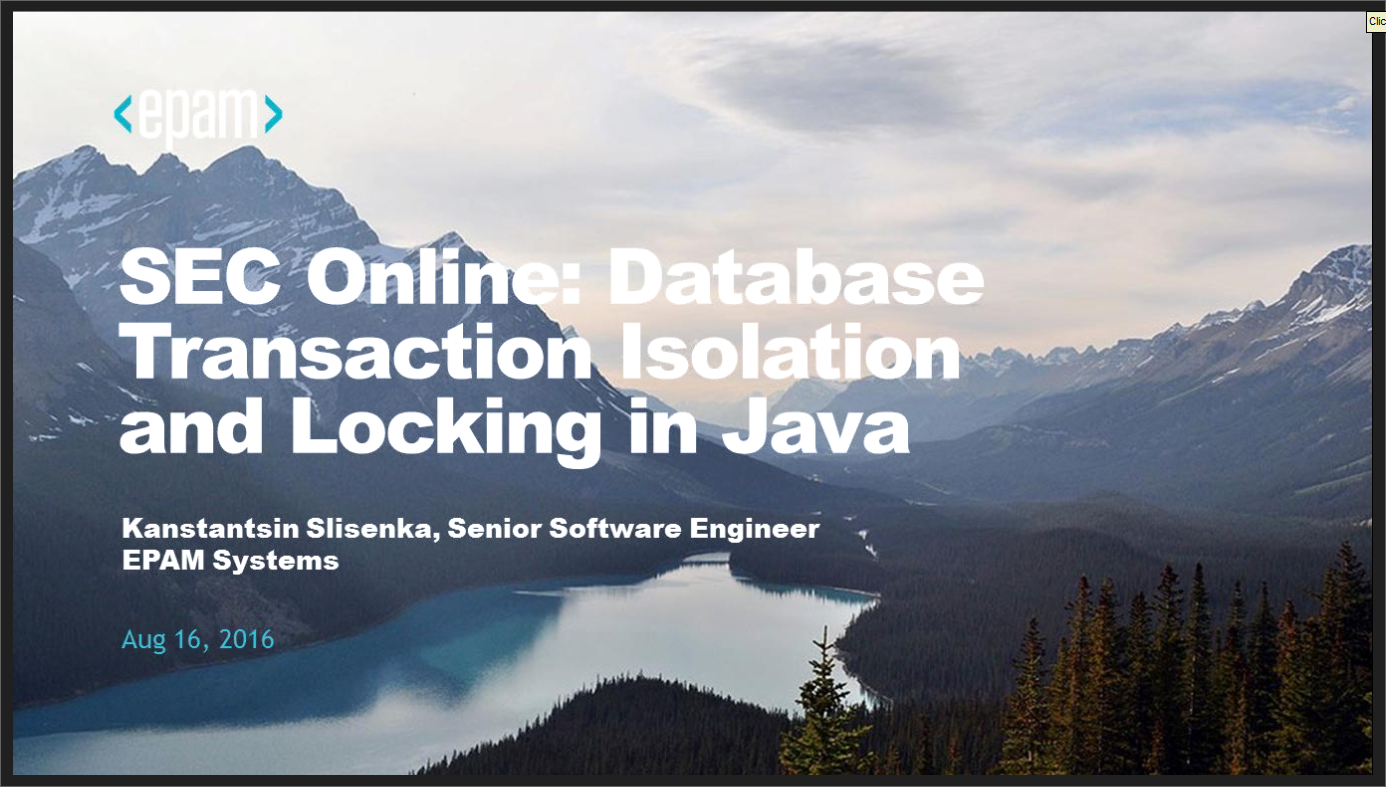 <epam>
SEC Online: Database
Transaction Isolation
and Locking in Java
Kanstantsin Slisenka, Senior Software Engineer
EPAM Systems
Aug 16, 2016
Clic